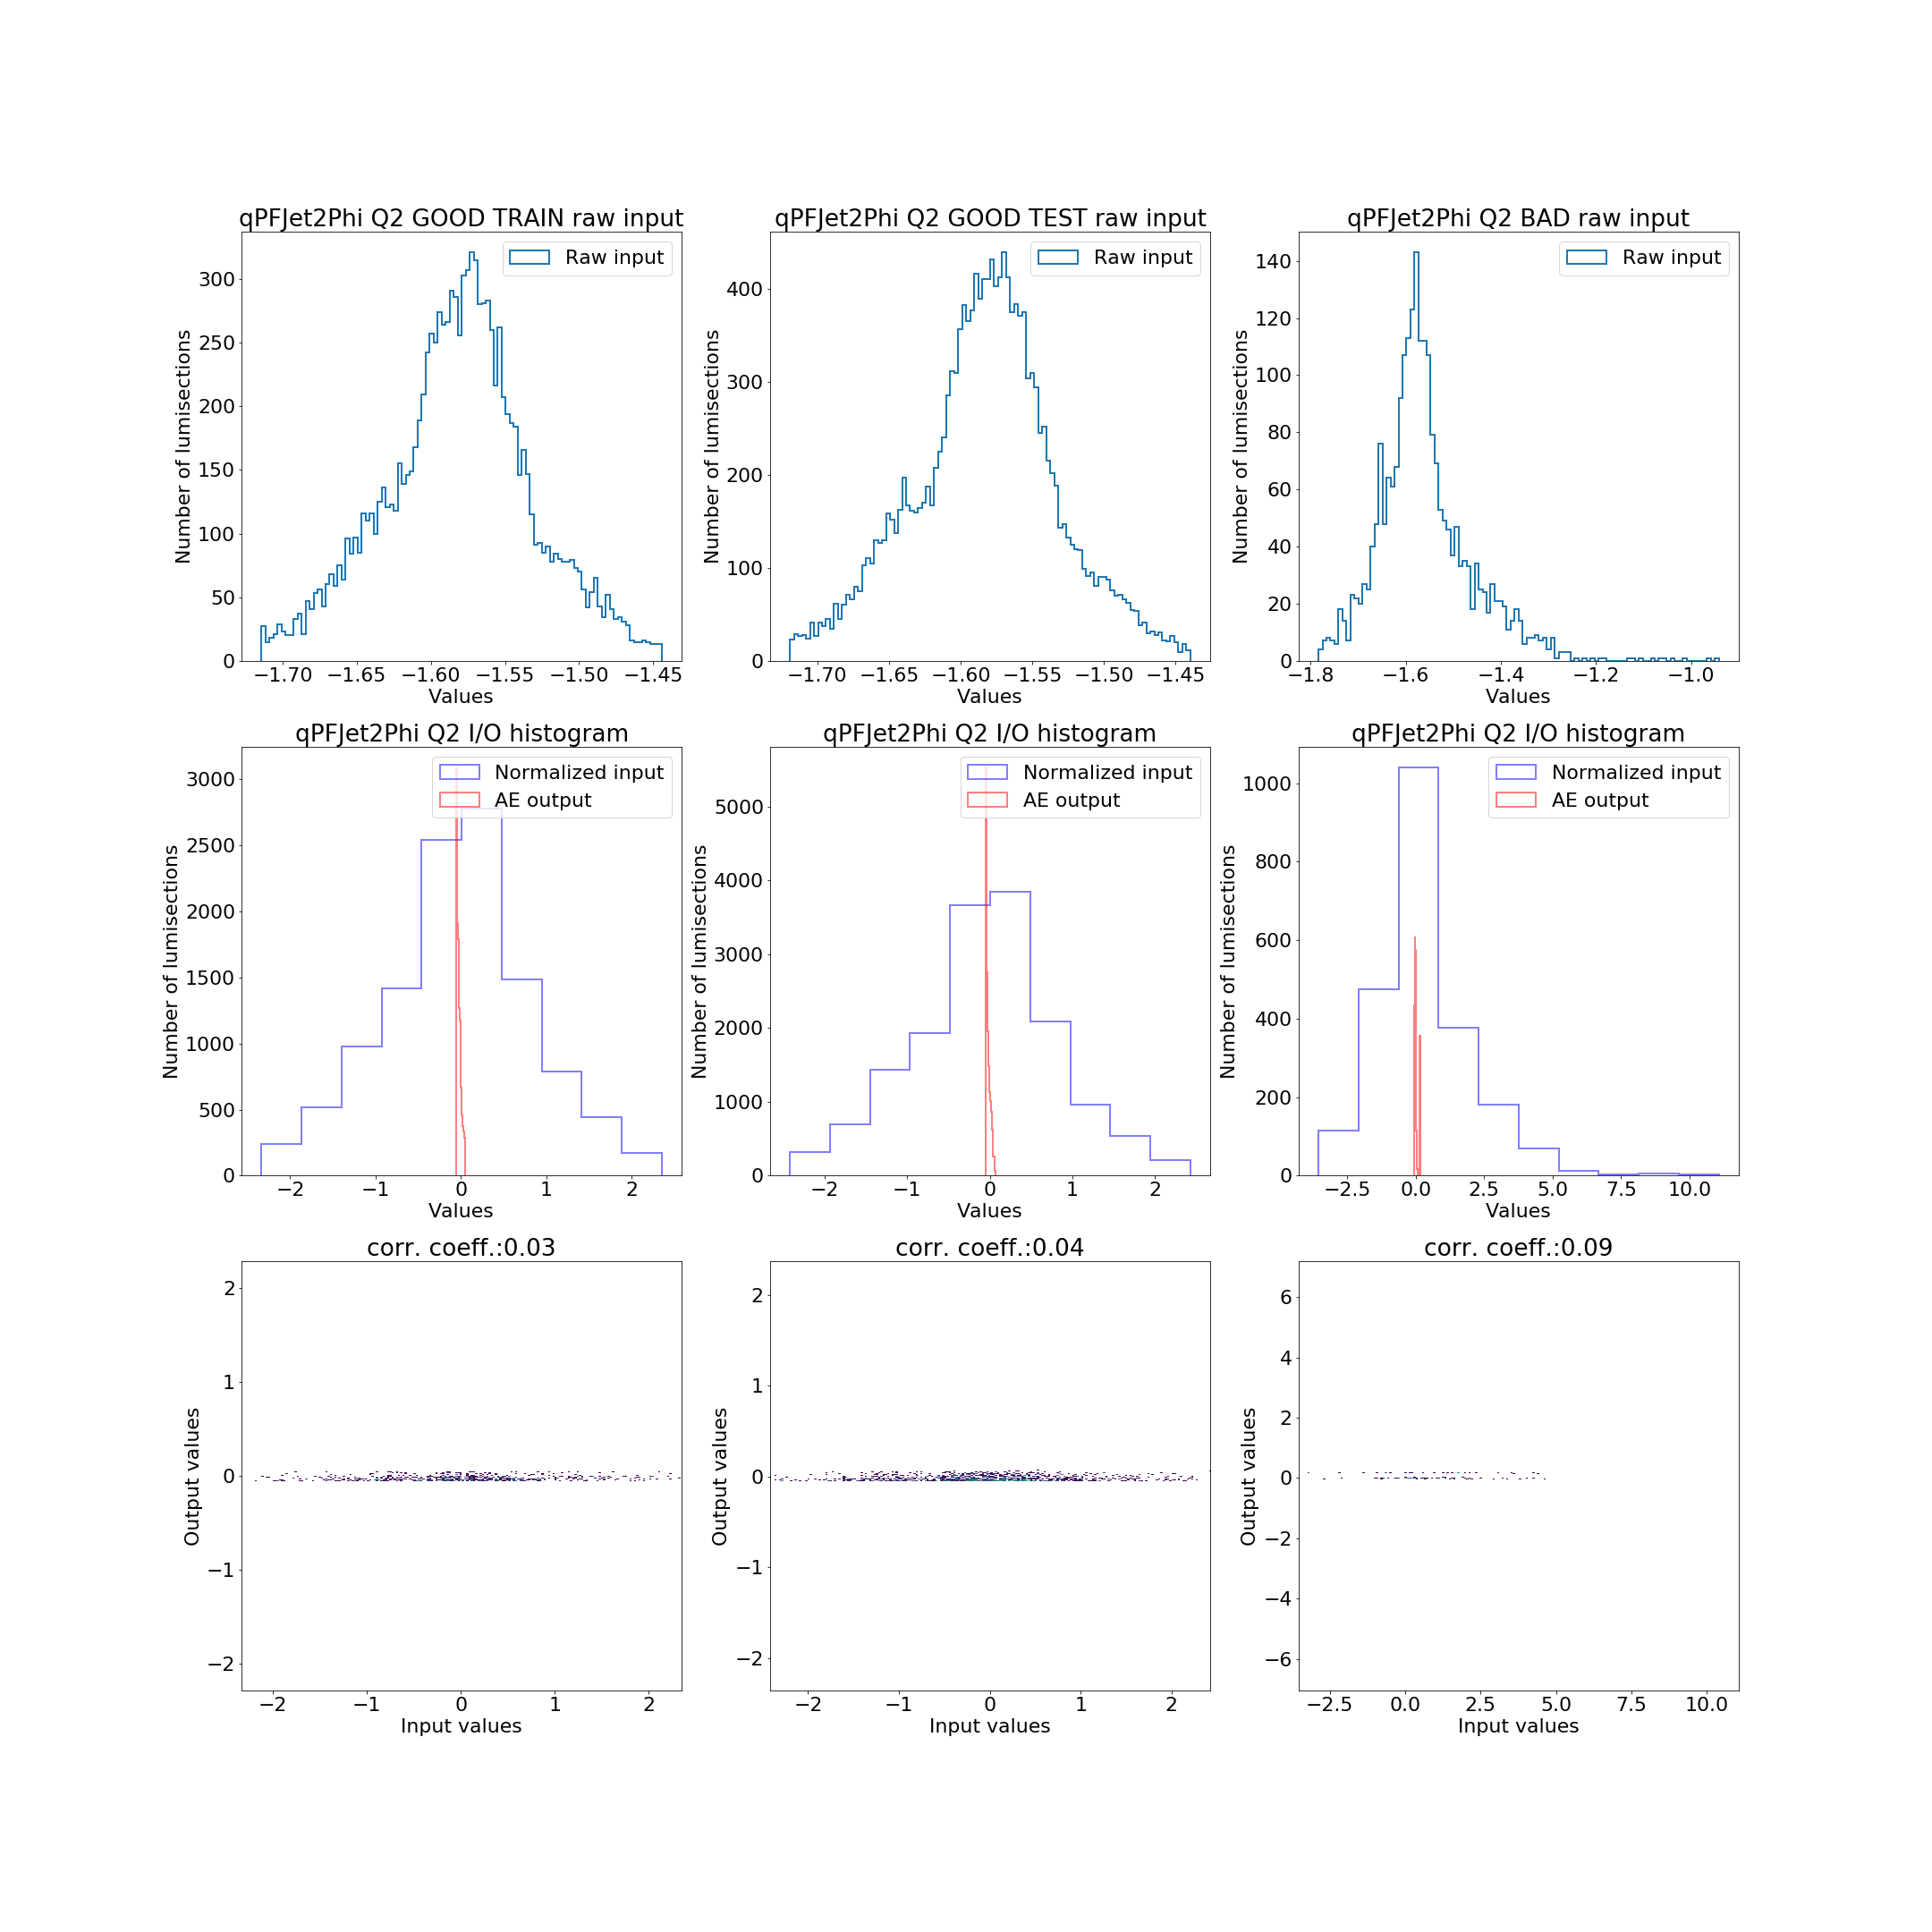 qPFJet2Phi Q2 GOOD TRAIN raw input
Raw input
Number of lumisections
0
50
100
150
200
250
300
−1.70
−1.65
−1.60
−1.55
−1.50
−1.45
Values
qPFJet2Phi Q2 GOOD TEST raw input
Raw input
Number of lumisections
0
100
200
300
400
−1.70
−1.65
−1.60
−1.55
−1.50
−1.45
Values
qPFJet2Phi Q2 BAD raw input
Raw input
Number of lumisections
0
20
40
60
80
100
120
140
−1.8
−1.6
−1.4
−1.2
−1.0
Values
qPFJet2Phi Q2 I/O histogram
Normalized input
AE output
Number of lumisections
0
500
1000
1500
2000
2500
3000
−2
−1
0
1
2
Values
qPFJet2Phi Q2 I/O histogram
Normalized input
AE output
Number of lumisections
0
1000
2000
3000
4000
5000
−2
−1
0
1
2
Values
qPFJet2Phi Q2 I/O histogram
Normalized input
AE output
Number of lumisections
0
200
400
600
800
1000
−2.5
0.0
2.5
5.0
7.5
10.0
Values
corr. coeff.:0.03
Output values
2
1
0
−1
−2
−2
−1
0
1
2
Input values
corr. coeff.:0.04
Output values
2
1
0
−1
−2
−2
−1
0
1
2
Input values
corr. coeff.:0.09
Output values
6
4
2
0
−2
−4
−6
−2.5
0.0
2.5
5.0
7.5
10.0
Input values